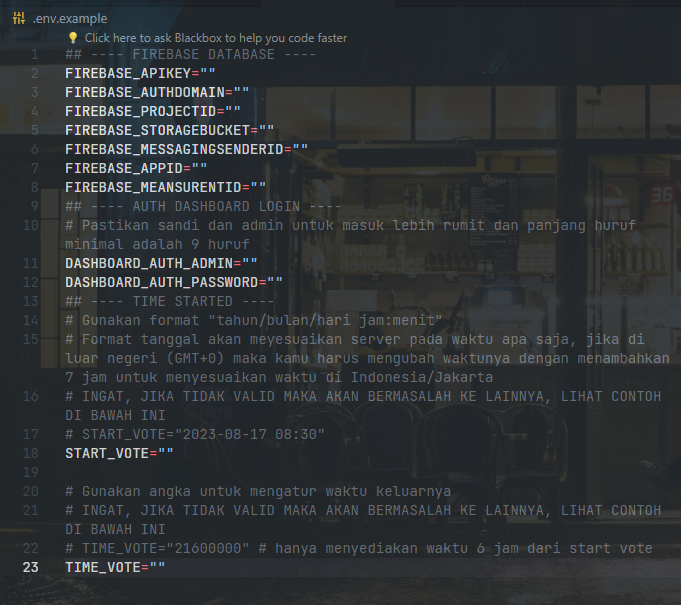 .env.example
Click here to ask Blackbox to help you code faster
1 ## ---- FIREBASE DATABASE ----
2 FIREBASE_APIKEY=""
3 FIREBASE_AUTHDOMAIN=""
4 FIREBASE_PROJECTID=""
5 FIREBASE_STORAGEBUCKET=""
6 FIREBASE_MESSAGINGSENDERID=""
7 FIREBASE_APPID=""
8 FIREBASE_MEANSURENTID=""
9 ## ---- AUTH DASHBOARD LOGIN ----
10 # Pastikan sandi dan admin untuk masuk lebih rumit dan panjang huruf
minimal adalah 9 huruf
11 DASHBOARD_AUTH_ADMIN=""
12 DASHBOARD_AUTH_PASSWORD=""
13 ## ---- TIME STARTED ----
14 # Gunakan format "tahun/bulan/hari jam:menit"
15 # Format tanggal akan meyesuaikan server pada waktu apa saja, jika di
luar negeri (GMT+0) maka kamu harus mengubah waktunya dengan menambahkan
7 jam untuk menyesuaikan waktu di Indonesia/Jakarta
16 # INGAT, JIKA TIDAK VALID MAKA AKAN BERMASALAH KE LAINNYA, LIHAT CONTOH
DI BAWAH INI
17 # START_VOTE="2023-08-17 08:30"
18 START_VOTE=""
19
20 # Gunakan angka untuk mengatur waktu keluarnya
21 # INGAT, JIKA TIDAK VALID MAKA AKAN BERMASALAH KE LAINNYA, LIHAT CONTOH
DI BAWAH INI
22 # TIME_VOTE="21600000" # hanya menyediakan waktu 6 jam dari start vote
23 TIME_VOTE=""
36